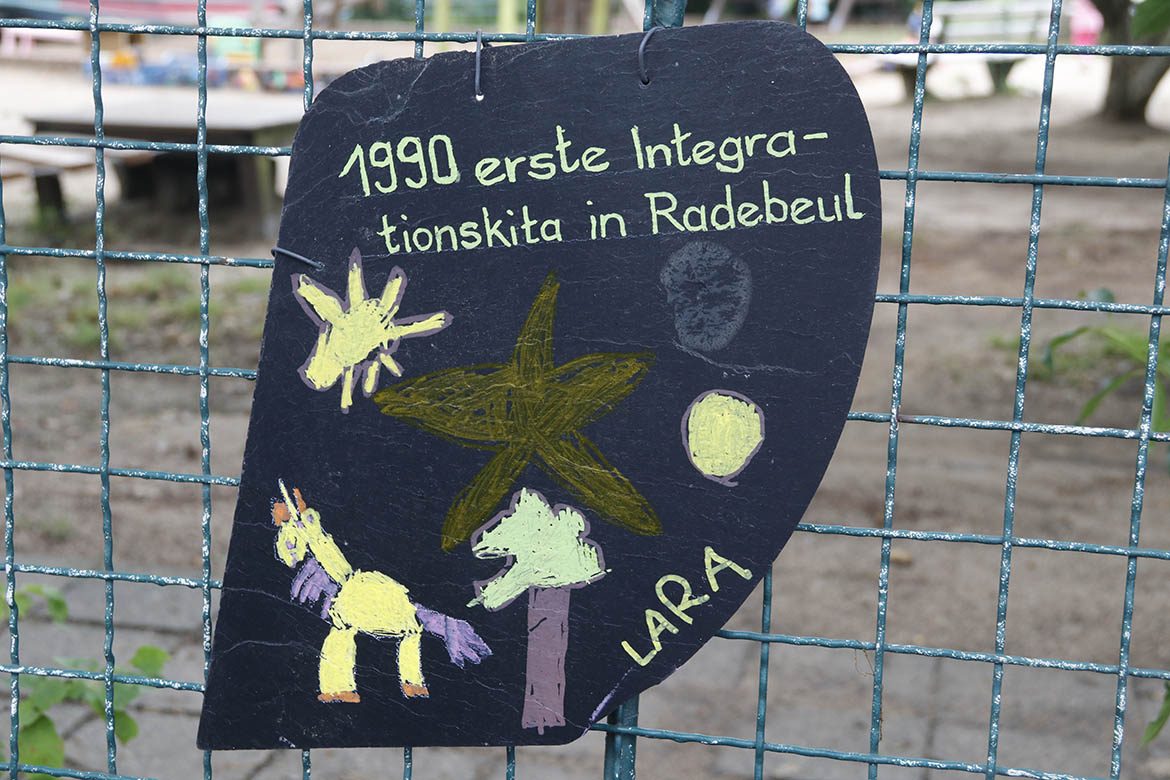 1990 erste Integra-
tionskita in Radebeul
LARA